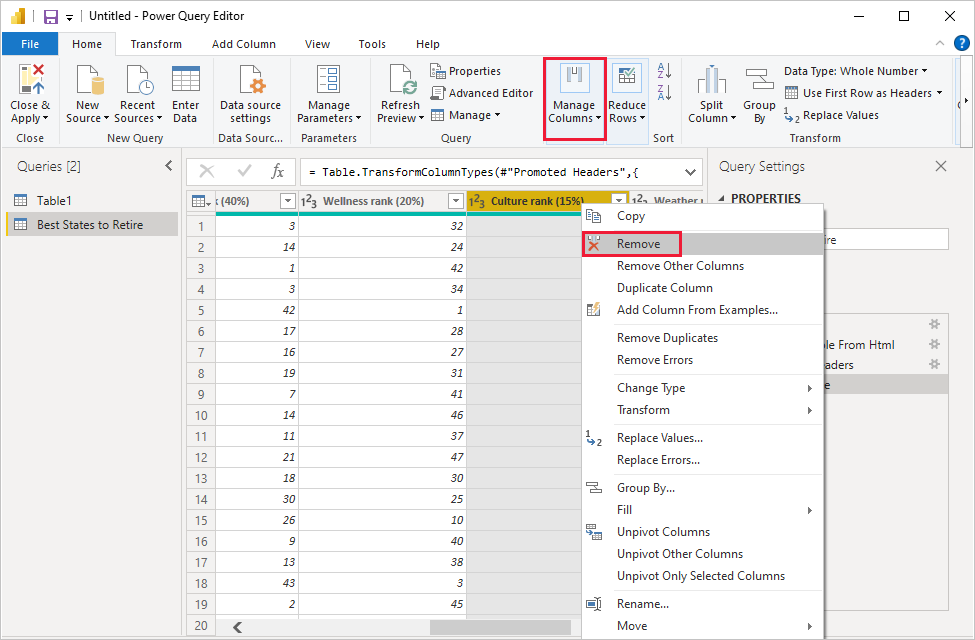 Untitled - Power Query Editor
File Home Transform Add Column View Tools Help
Close & Apply
Close
New Source
Recent Sources
Enter Data
New Query
Data source settings
Data Sourc...
Manage Parameters
Parameters
Refresh Preview
Properties
Advanced Editor
Manage
Query
Manage Columns
Reduce Rows
Sort
Split Column
Group By
Data Type: Whole Number
Use First Row as Headers
Replace Values
Transform
Queries [2]
Table1
Best States to Retire
fx
= Table.TransformColumnTypes(#"Promoted Headers",{
(40%) Wellness rank (20%) Culture rank (15%) Weather
1 3 32
2 14 24
3 1 42
4 3 34
5 42 1
6 17 28
7 16 27
8 19 31
9 7 41
10 14 46
11 11 37
12 21 47
13 18 30
14 30 25
15 26 10
16 9 40
17 13 38
18 43 3
19 2 45
20
Copy
Remove
Remove Other Columns
Duplicate Column
Add Column From Examples...
Remove Duplicates
Remove Errors
Change Type
Transform
Replace Values...
Replace Errors...
Group By...
Fill
Unpivot Columns
Unpivot Other Columns
Unpivot Only Selected Columns
Rename...
Move
Query Settings
PROPERTIES
ire
ble From Html
aders
e